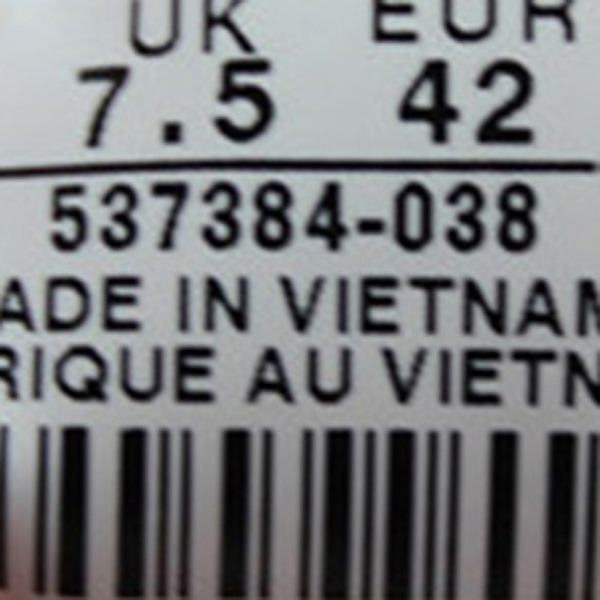 UK EUR
7.5 42
537384-038
ADE IN VIETNAM
RIQUE AU VIETN